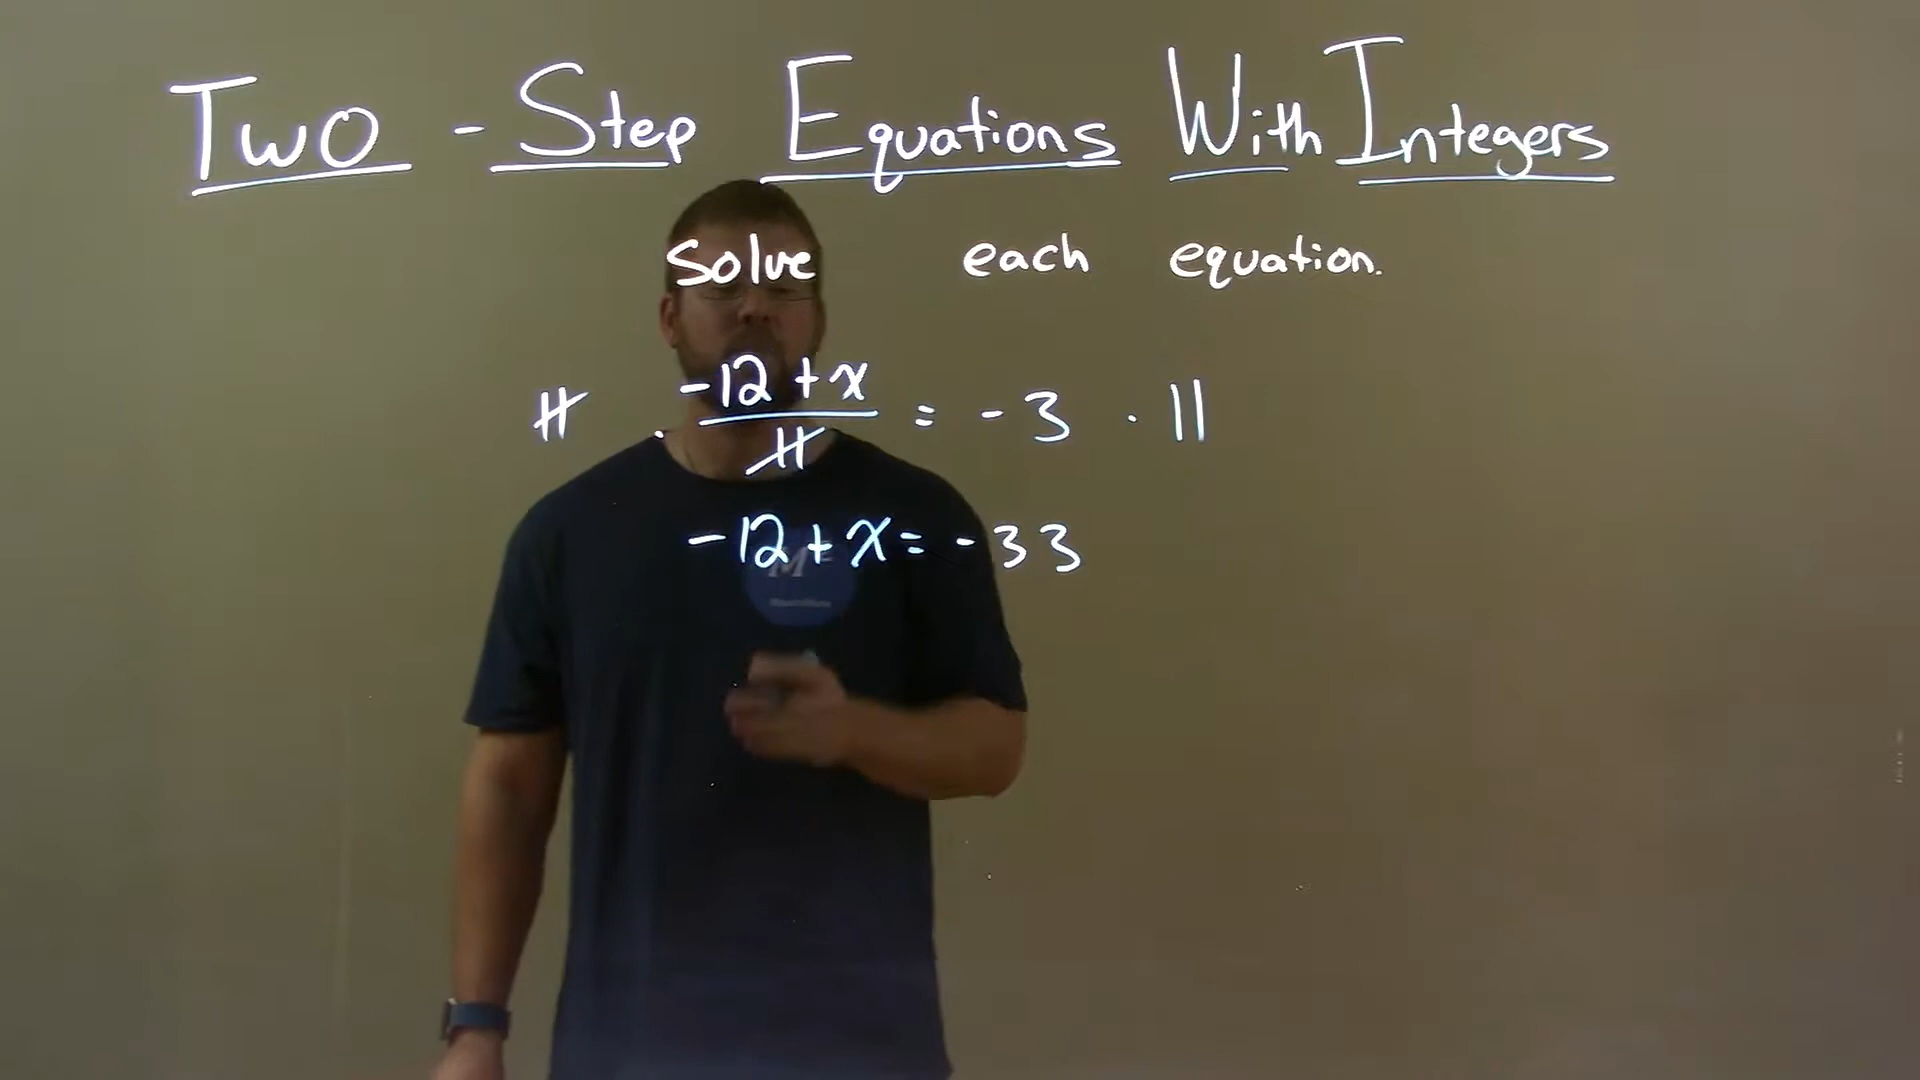 Two-Step Equations With Integers
Solve each equation.
11 · -12+x/11 = -3 · 11
-12+x=-33